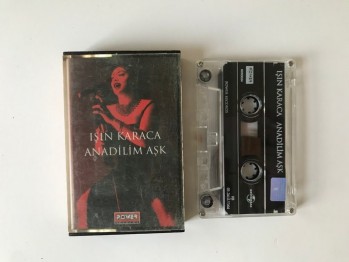 IŞIN KARACA
ANADİLİM AŞK
POWER
IŞIN KARACA ANADİLİM AŞK